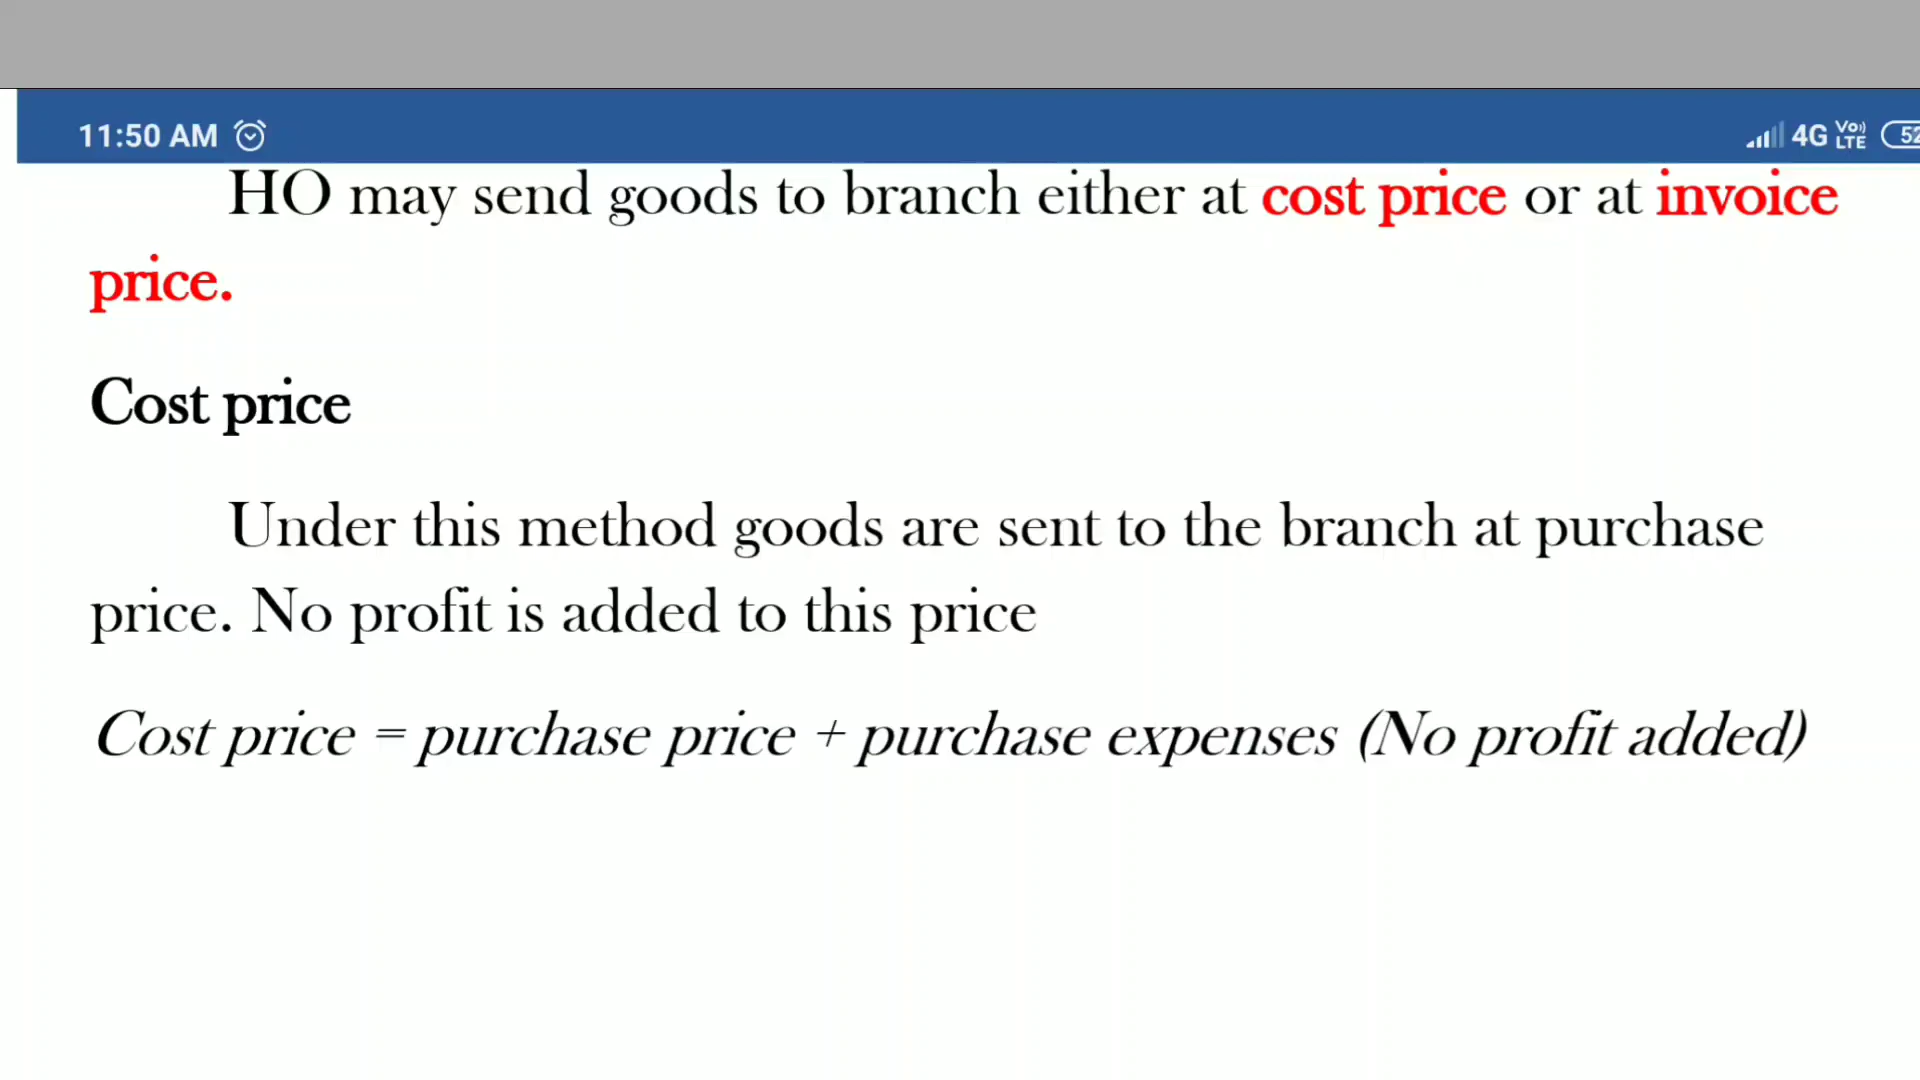 11:50 AM
4G VoLTE 52
HO may send goods to branch either at cost price or at invoice
price.
Cost price
Under this method goods are sent to the branch at purchase
price. No profit is added to this price
Cost price = purchase price + purchase expenses (No profit added)